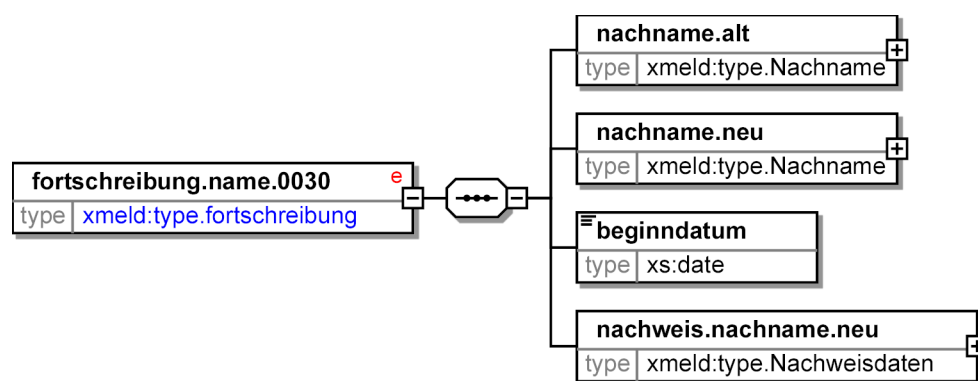 nachname.alt
type xmeld:type.Nachname
nachname.neu
type xmeld:type.Nachname
fortschreibung.name.0030 e
type xmeld:type.fortschreibung
beginndatum
type xs:date
nachweis.nachname.neu
type xmeld:type.Nachweisdaten